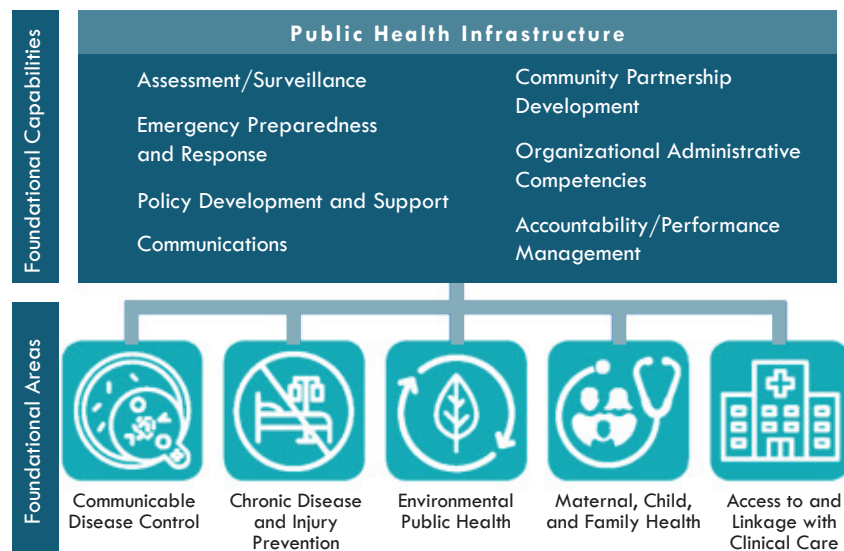 Foundational Capabilities
Public Health Infrastructure
Assessment/Surveillance
Emergency Preparedness
and Response
Policy Development and Support
Communications
Community Partnership
Development
Organizational Administrative
Competencies
Accountability/Performance
Management
Foundational Areas
Communicable
Disease Control
Chronic Disease
and Injury
Prevention
Environmental
Public Health
Maternal, Child,
and Family Health
Access to and
Linkage with
Clinical Care